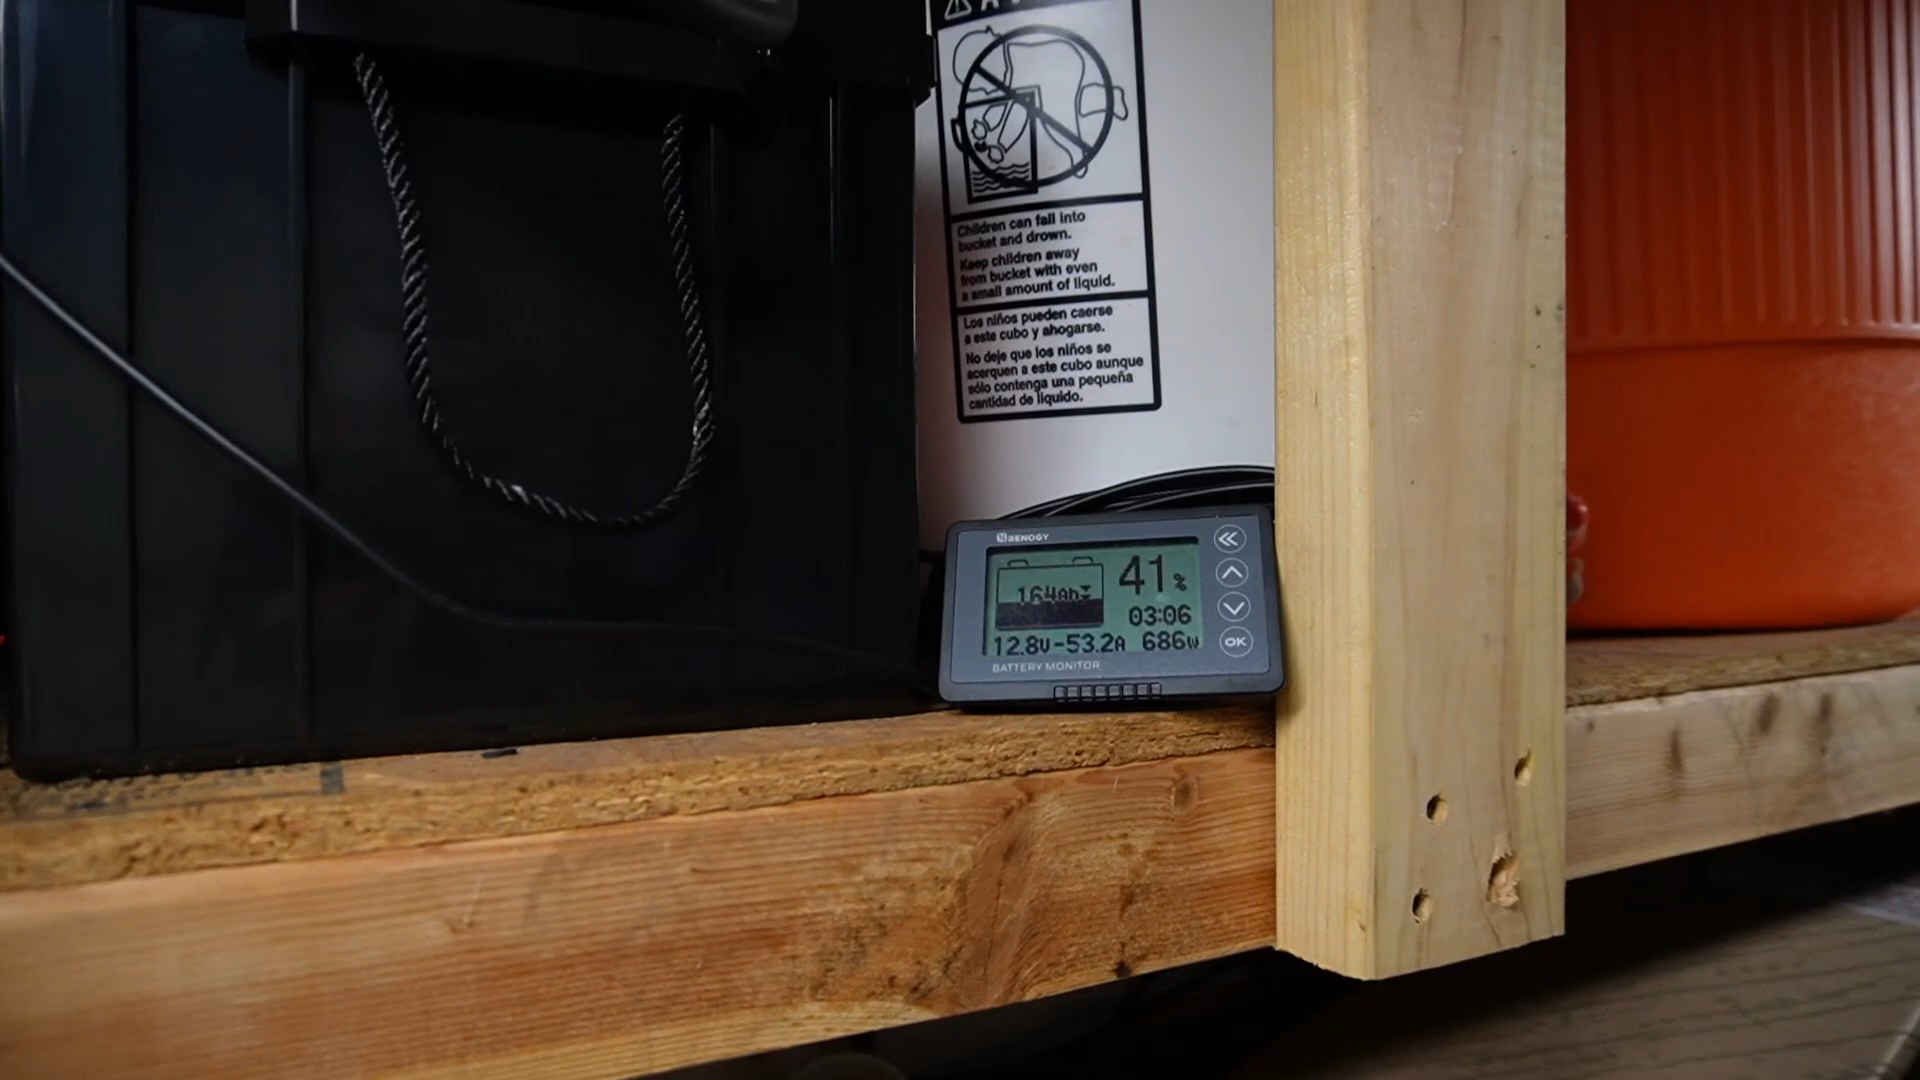 Children can fall into
bucket and drown.
Keep children away
from bucket with even
a small amount of liquid.
Los niños pueden caerse
a este cubo y ahogarse.
No deje que los niños se
acerquen a este cubo aunque
sólo contenga una pequeña
cantidad de líquido.
RENOGY
164Ah
41%
03:06
12.8V -53.2A 686W
BATTERY MONITOR
OK